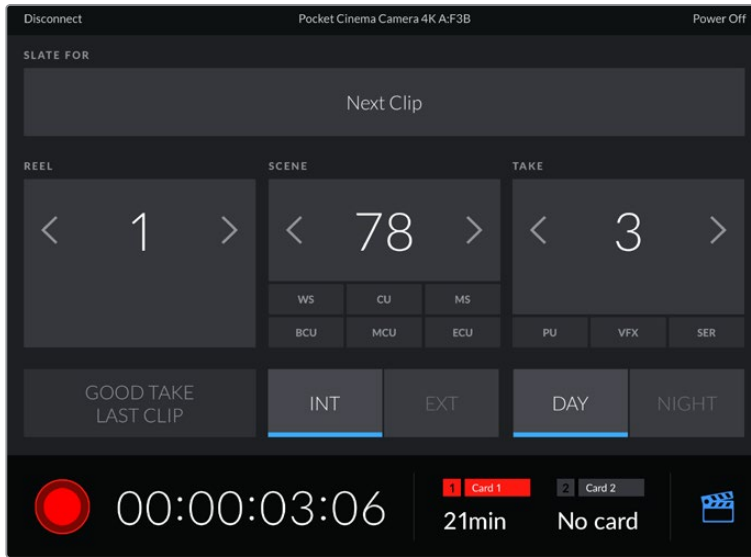 Disconnect Pocket Cinema Camera 4K A:F3B Power Off
SLATE FOR
Next Clip
REEL SCENE TAKE
1 78 3
WS CU MS
BCU MCU ECU PU VFX SER
GOOD TAKE
LAST CLIP
INT EXT DAY NIGHT
00:00:03:06
1 Card 1 2 Card 2
21min No card